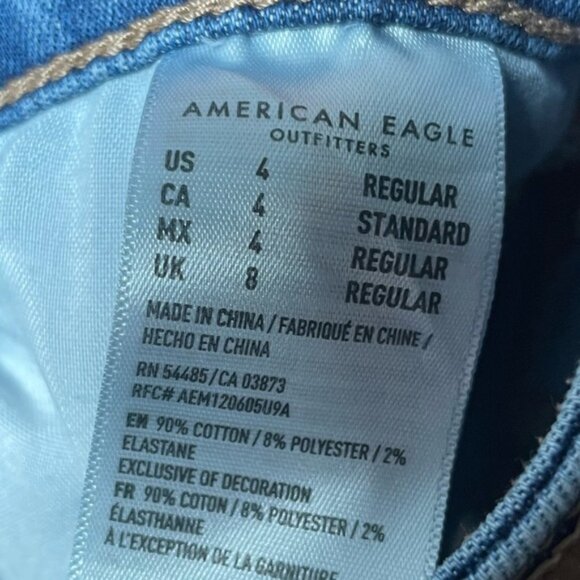 AMERICAN EAGLE
OUTFITTERS
US 4 REGULAR
CA 4 STANDARD
MX 4 REGULAR
UK 8 REGULAR
MADE IN CHINA / FABRIQUÉ EN CHINE /
HECHO EN CHINA
RN 54485 / CA 03873
RFC# AEM120605U9A
EN 90% COTTON / 8% POLYESTER / 2%
ELASTANE
EXCLUSIVE OF DECORATION
FR 90% COTON / 8% POLYESTER / 2%
ÉLASTHANNE
À L'EXCEPTION DE LA GARNITURE